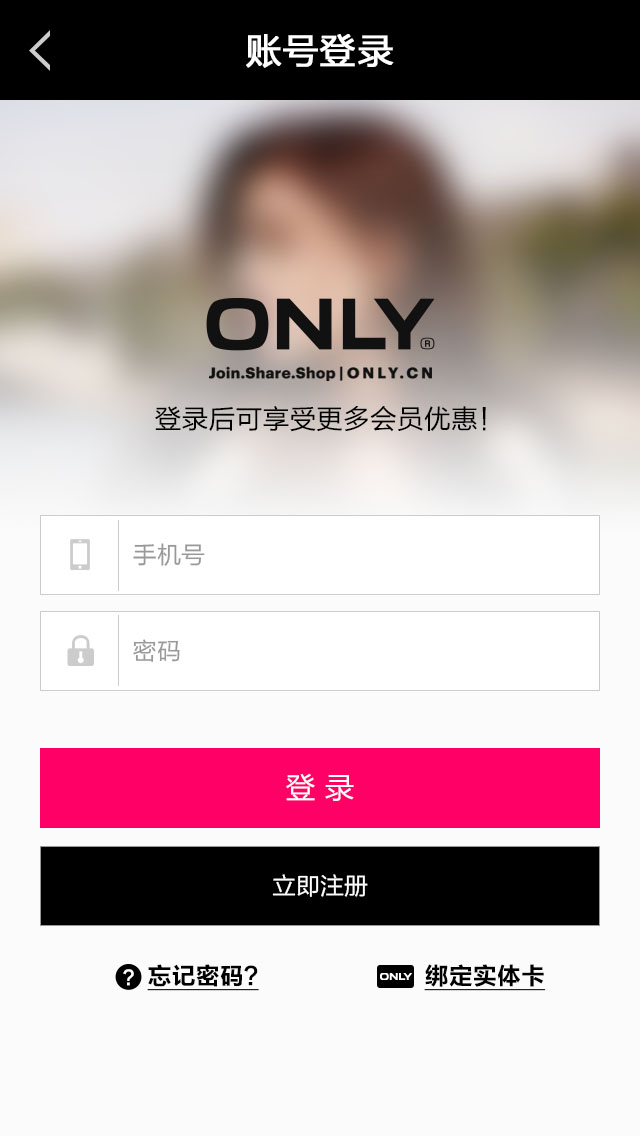 账号登录
ONLY®
Join.Share.Shop|ONLY.CN
登录后可享受更多会员优惠！
手机号
密码
登 录
立即注册
? 忘记密码?
ONLY 绑定实体卡